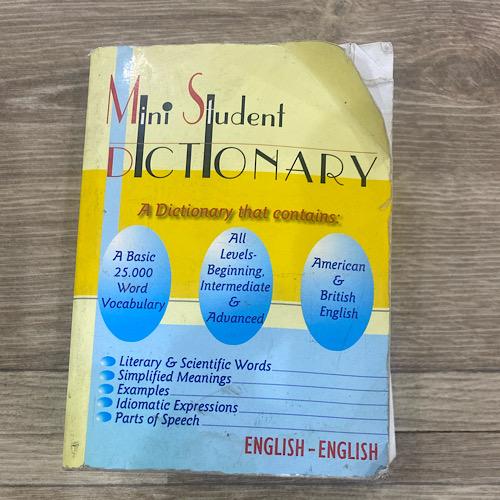 Mini Student
DICTIONARY
A Dictionary that contains:
A Basic
25.000
Word
Vocabulary
All
Levels-
Beginning,
Intermediate
&
Advanced
American
&
British
English
Literary & Scientific Words
Simplified Meanings
Examples
Idiomatic Expressions
Parts of Speech
ENGLISH - ENGLISH